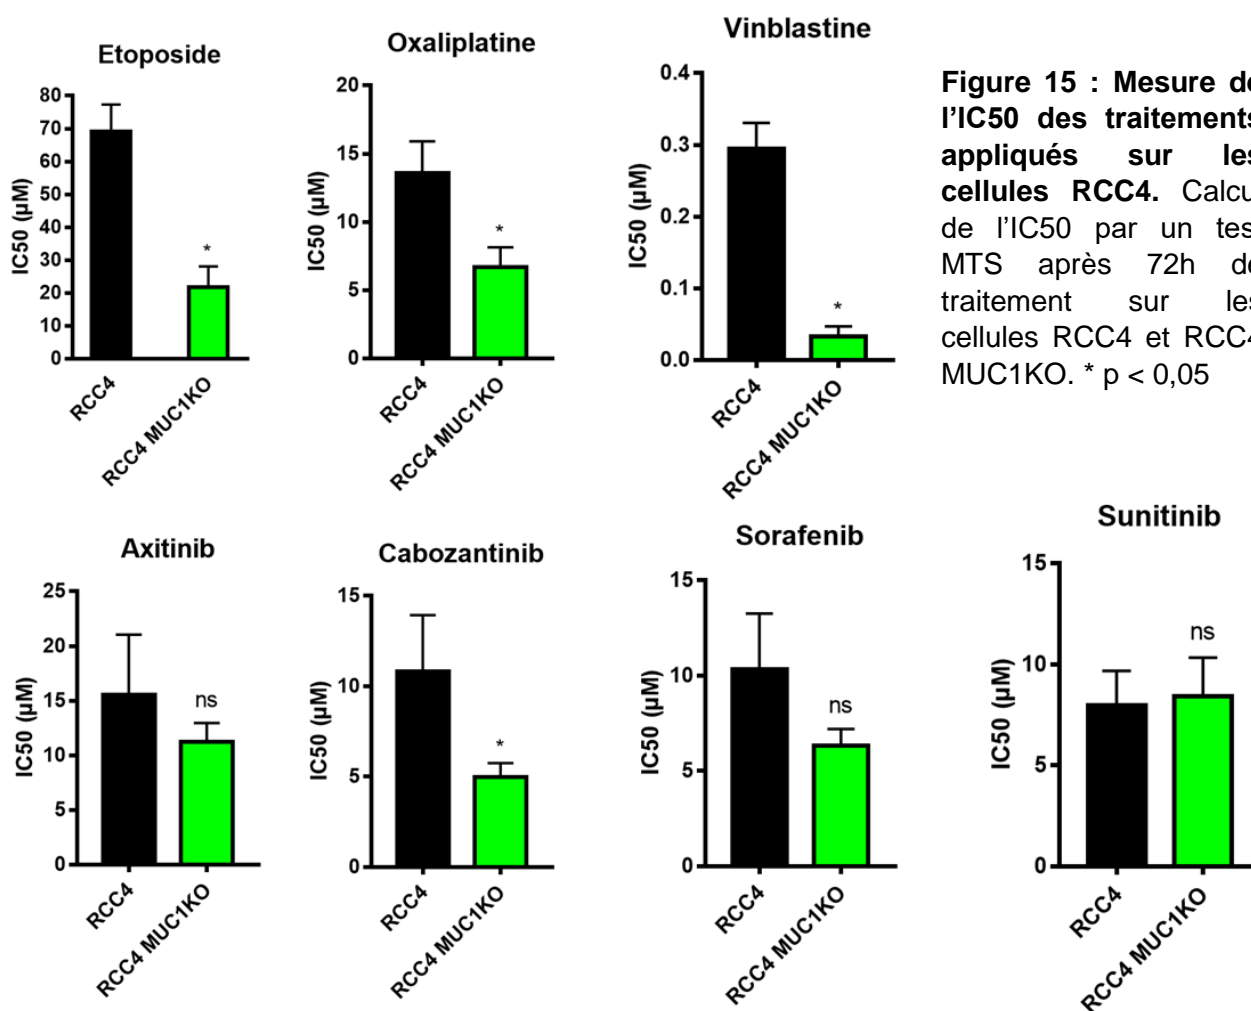 Etoposide
IC50 (µM)
80
70
60
50
40
30
20
10
0
*
RCC4
RCC4 MUC1KO
Oxaliplatine
IC50 (µM)
20
15
10
5
0
*
RCC4
RCC4 MUC1KO
Vinblastine
IC50 (µM)
0.4
0.3
0.2
0.1
0.0
*
RCC4
RCC4 MUC1KO
Figure 15 : Mesure de
l'IC50 des traitements
appliqués sur les
cellules RCC4. Calcu
de l'IC50 par un tes
MTS après 72h de
traitement sur les
cellules RCC4 et RCC4
MUC1KO. * p < 0,05
Axitinib
IC50 (µM)
25
20
15
10
5
0
ns
RCC4
RCC4 MUC1KO
Cabozantinib
IC50 (µM)
15
10
5
0
*
RCC4
RCC4 MUC1KO
Sorafenib
IC50 (µM)
15
10
5
0
ns
RCC4
RCC4 MUC1KO
Sunitinib
IC50 (µM)
15
10
5
0
ns
RCC4
RCC4 MUC1KO